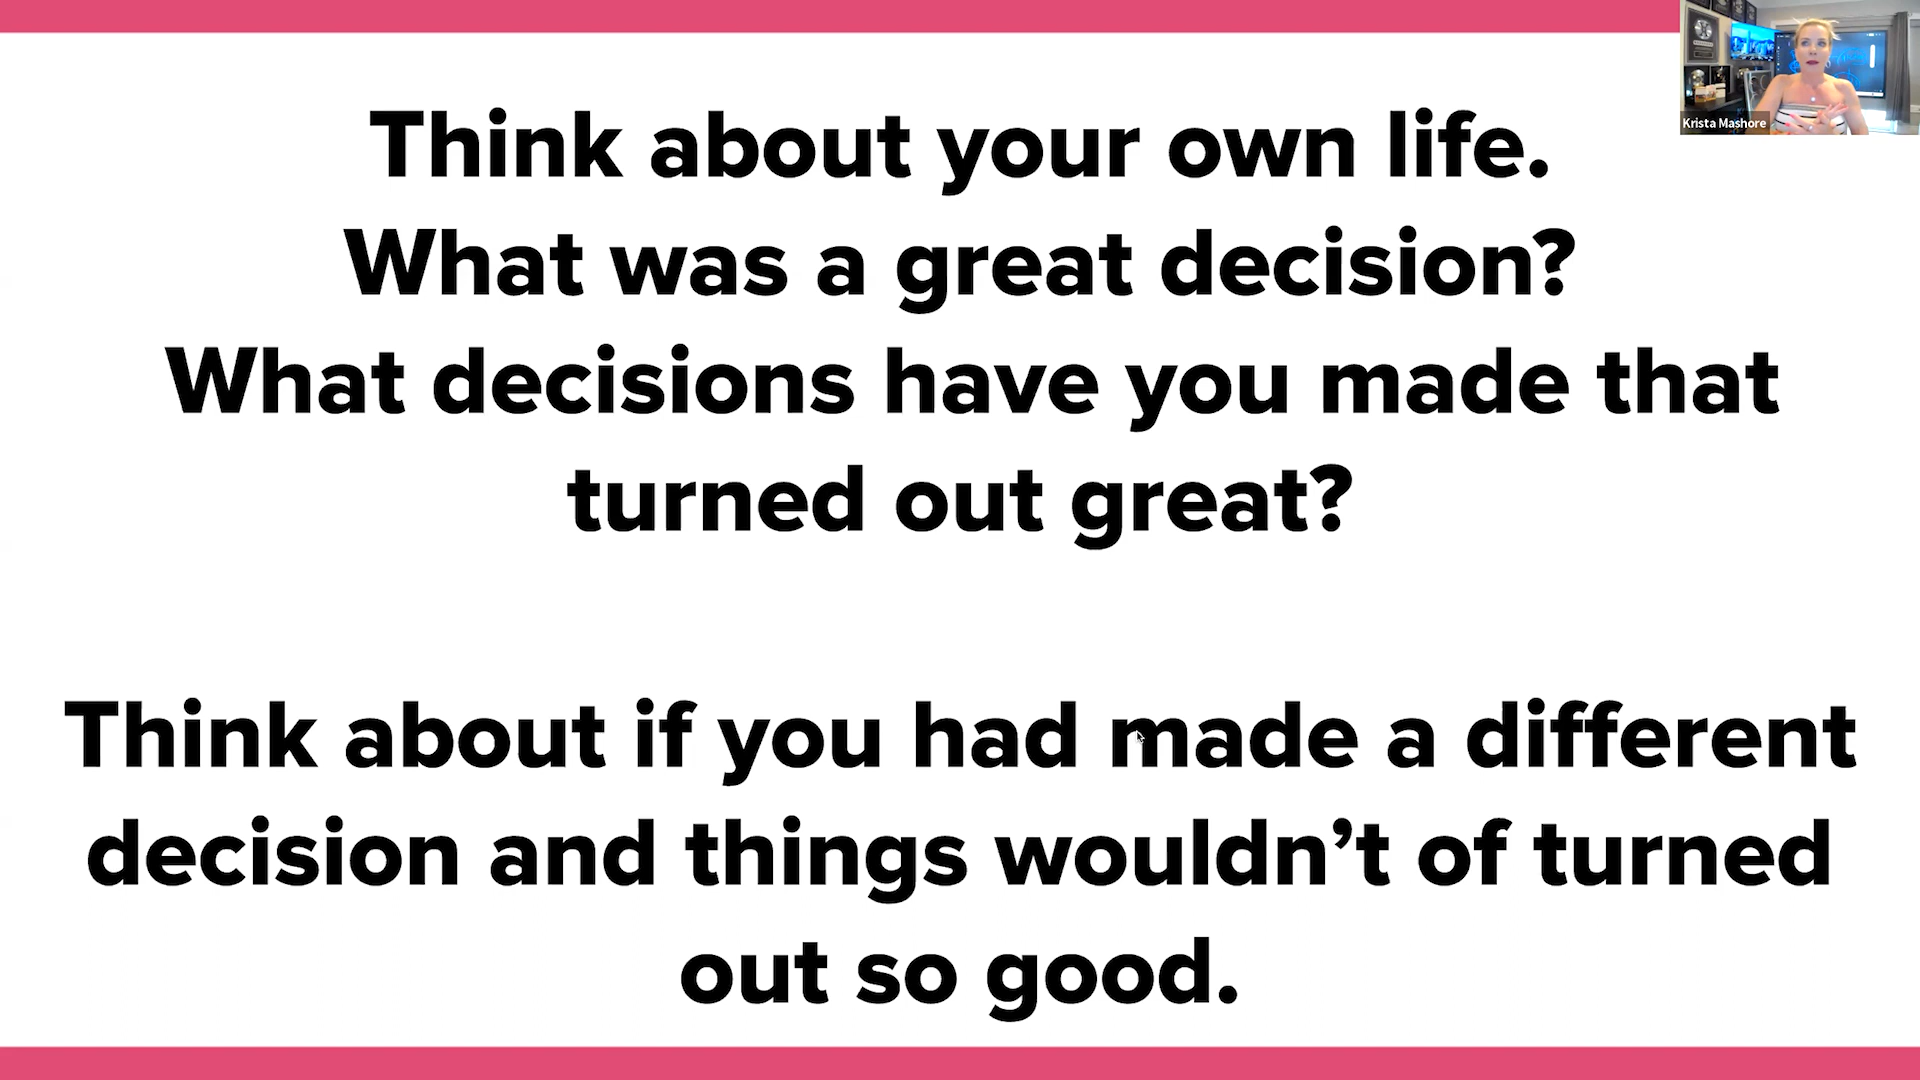 Krista Mashore
Think about your own life.
What was a great decision?
What decisions have you made that
turned out great?
Think about if you had made a different
decision and things wouldn’t of turned
out so good.